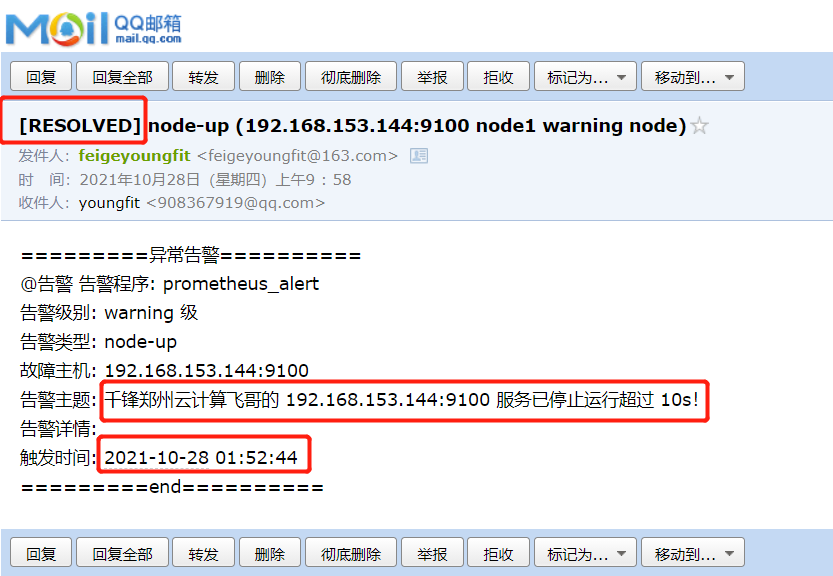 Mail QQ邮箱
mail.qq.com
回复 回复全部 转发 删除 彻底删除 举报 拒收 标记为... 移动到...
[RESOLVED] node-up (192.168.153.144:9100 node1 warning node)
发件人: feigeyoungfit <feigeyoungfit@163.com>
时 间: 2021年10月28日 (星期四) 上午9 : 58
收件人: youngfit <908367919@qq.com>
=========异常告警==========
@告警 告警程序: prometheus_alert
告警级别: warning 级
告警类型: node-up
故障主机: 192.168.153.144:9100
告警主题: 千锋郑州云计算飞哥的 192.168.153.144:9100 服务已停止运行超过 10s!
告警详情:
触发时间: 2021-10-28 01:52:44
=========end==========
回复 回复全部 转发 删除 彻底删除 举报 拒收 标记为... 移动到...